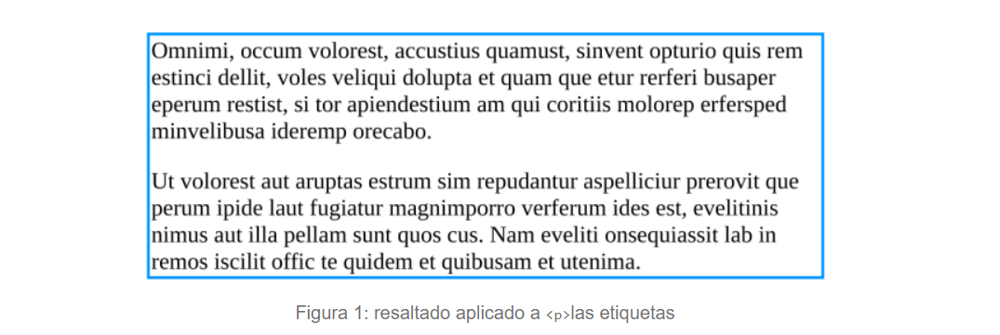 Omnimi, occum volorest, accustius quamust, sinvent opturio quis rem
estinci dellit, voles veliqui dolupta et quam que etur rerferi busaper
eperum restist, si tor apiendestium am qui coritiis molorep erfersped
minvelibusa ideremp orecabo.
Ut volorest aut aruptas estrum sim repudantur aspelliciur prerovit que
perum ipide laut fugiatur magnimporro verferum ides est, evelitinis
nimus aut illa pellam sunt quos cus. Nam eveliti onsequiassit lab in
remos iscilit offic te quidem et quibusam et utenima.
Figura 1: resaltado aplicado a <p>las etiquetas